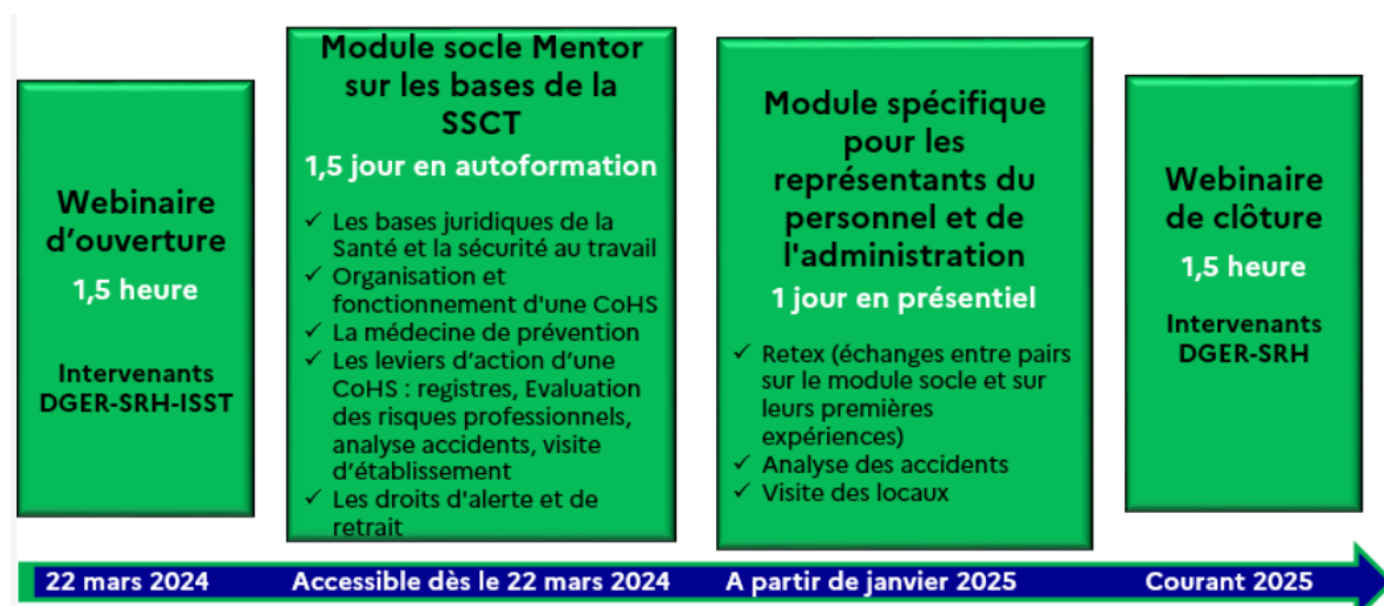 Webinaire
d'ouverture
1,5 heure
Intervenants
DGER-SRH-ISST
Module socle Mentor
sur les bases de la
SSCT
1,5 jour en autoformation
✓ Les bases juridiques de la
Santé et la sécurité au travail
✓ Organisation et
fonctionnement d'une CoHS
✓ La médecine de prévention
✓ Les leviers d'action d'une
CoHS : registres, Evaluation
des risques professionnels,
analyse accidents, visite
d'établissement
✓ Les droits d'alerte et de
retrait
Module spécifique
pour les
représentants du
personnel et de
l'administration
1 jour en présentiel
✓ Retex (échanges entre pairs
sur le module socle et sur
leurs premières
expériences)
✓ Analyse des accidents
✓ Visite des locaux
Webinaire
de clôture
1,5 heure
Intervenants
DGER-SRH
22 mars 2024
Accessible dès le 22 mars 2024
A partir de janvier 2025
Courant 2025